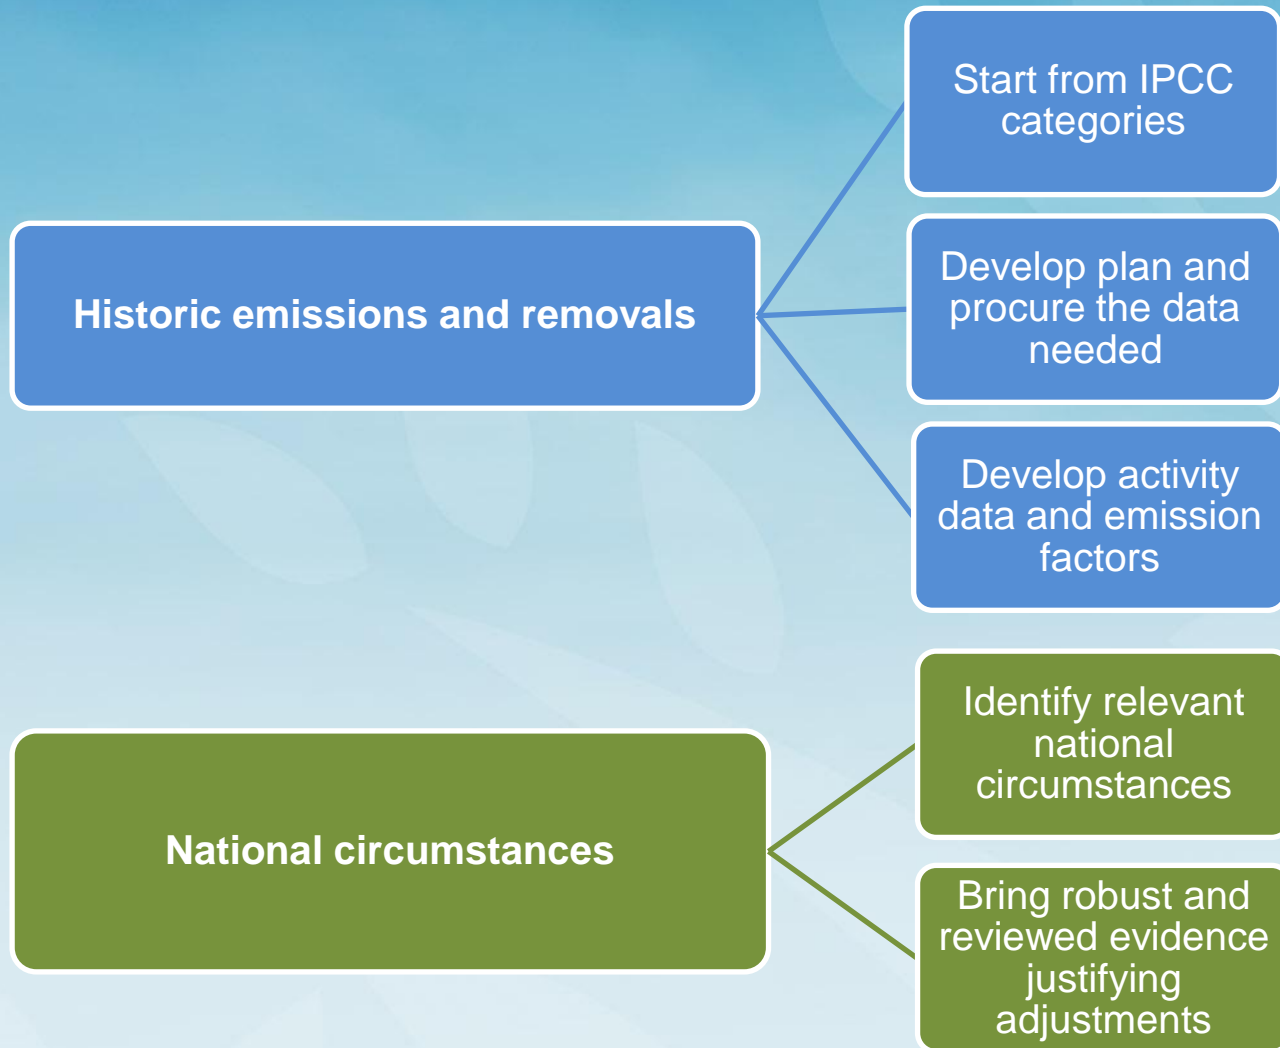 Historic emissions and removals
Start from IPCC
categories
Develop plan and
procure the data
needed
Develop activity
data and emission
factors
National circumstances
Identify relevant
national
circumstances
Bring robust and
reviewed evidence
justifying
adjustments